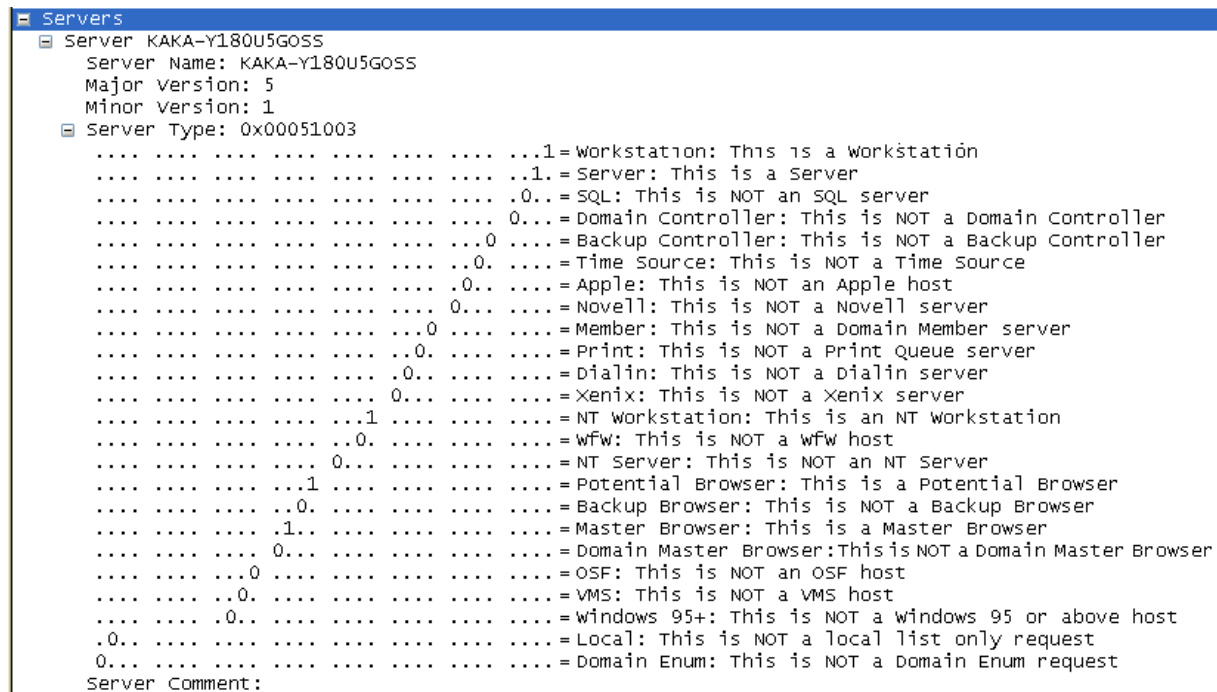 Servers
Server KAKA-Y180U5GOSS
Server Name: KAKA-Y180U5GOSS
Major Version: 5
Minor Version: 1
Server Type: 0x00051003
.... .... .... .... .... .... .... ...1 = Workstation: This is a Workstation
.... .... .... .... .... .... .... ..1. = Server: This is a Server
.... .... .... .... .... .... .... .0.. = SQL: This is NOT an SQL server
.... .... .... .... .... .... .... 0... = Domain Controller: This is NOT a Domain Controller
.... .... .... .... .... .... ...0 .... = Backup Controller: This is NOT a Backup Controller
.... .... .... .... .... .... ..0. .... = Time Source: This is NOT a Time Source
.... .... .... .... .... .... .0.. .... = Apple: This is NOT an Apple host
.... .... .... .... .... .... 0... .... = Novell: This is NOT a Novell server
.... .... .... .... .... ...0 .... .... = Member: This is NOT a Domain Member server
.... .... .... .... .... ..0. .... .... = Print: This is NOT a Print Queue server
.... .... .... .... .... .0.. .... .... = Dialin: This is NOT a Dialin server
.... .... .... .... .... 0... .... .... = Xenix: This is NOT a Xenix server
.... .... .... .... ...1 .... .... .... = NT Workstation: This is an NT Workstation
.... .... .... .... ..0. .... .... .... = WfW: This is NOT a WfW host
.... .... .... .... 0... .... .... .... = NT Server: This is NOT an NT Server
.... .... .... ...1 .... .... .... .... = Potential Browser: This is a Potential Browser
.... .... .... ..0. .... .... .... .... = Backup Browser: This is NOT a Backup Browser
.... .... .... .1.. .... .... .... .... = Master Browser: This is a Master Browser
.... .... .... 0... .... .... .... .... = Domain Master Browser:This is NOT a Domain Master Browser
.... .... ...0 .... .... .... .... .... = OSF: This is NOT an OSF host
.... .... ..0. .... .... .... .... .... = VMS: This is NOT a VMS host
.... .... .0.. .... .... .... .... .... = Windows 95+: This is NOT a Windows 95 or above host
.0.. .... .... .... .... .... .... .... = Local: This is NOT a local list only request
0... .... .... .... .... .... .... .... = Domain Enum: This is NOT a Domain Enum request
Server Comment: